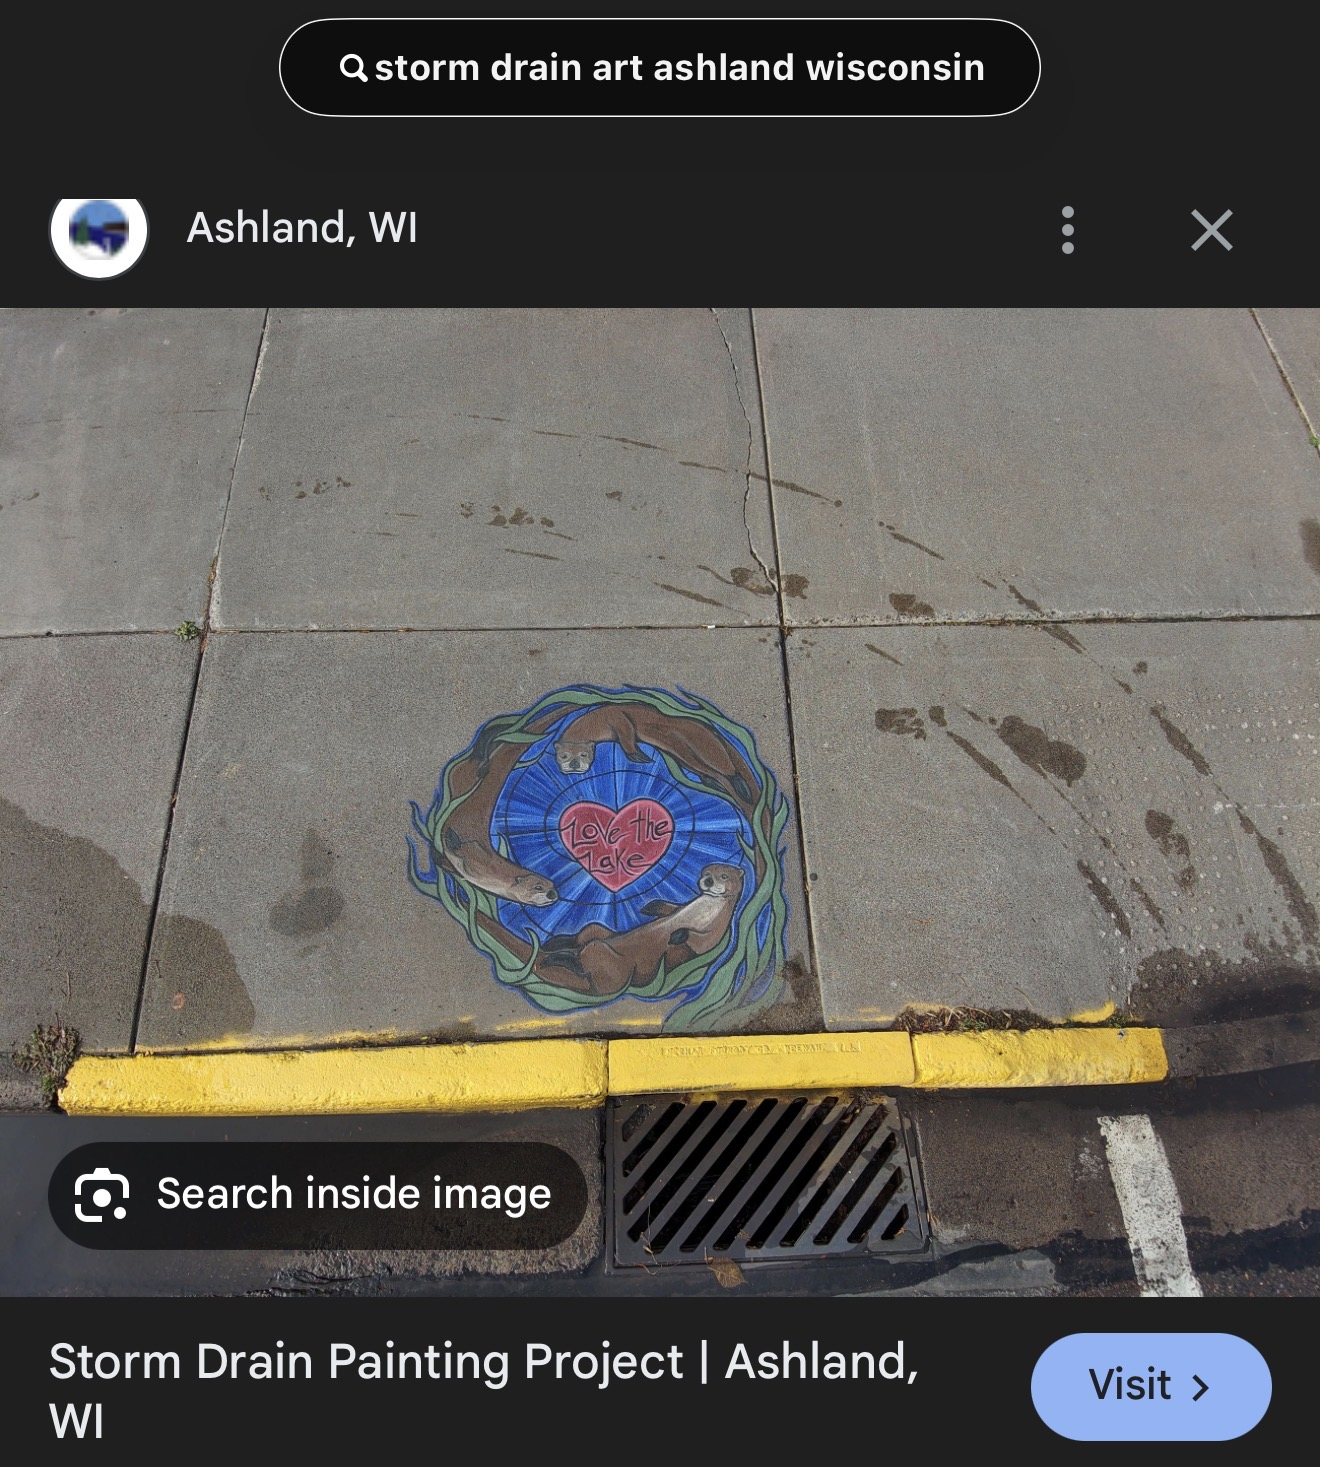 storm drain art ashland wisconsin
Ashland, WI
Love the
Lake
Search inside image
Storm Drain Painting Project | Ashland,
WI
Visit